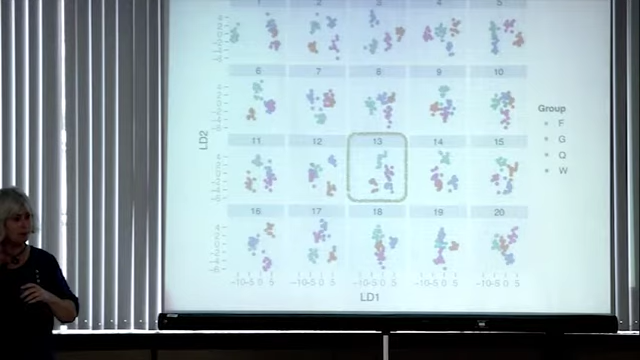 1 2 3 4 5
6 7 8 9 10
LD2
11 12 13 14 15
16 17 18 19 20
-10-5 0 5 -10-5 0 5 -10-5 0 5 -10-5 0 5 -10-5 0 5
LD1
Group
F
G
Q
W